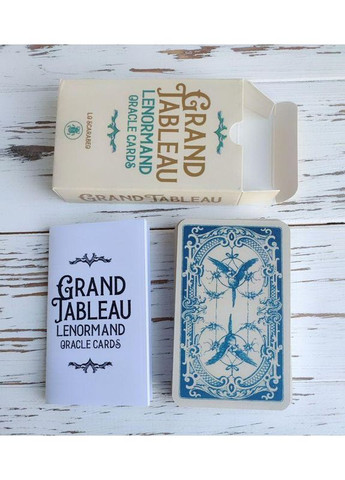 GRAND
TABLEAU
LENORMAND
ORACLE CARDS
LO SCARABEO
GRAND TABLEAU
GRAND
TABLEAU
LENORMAND
ORACLE CARDS